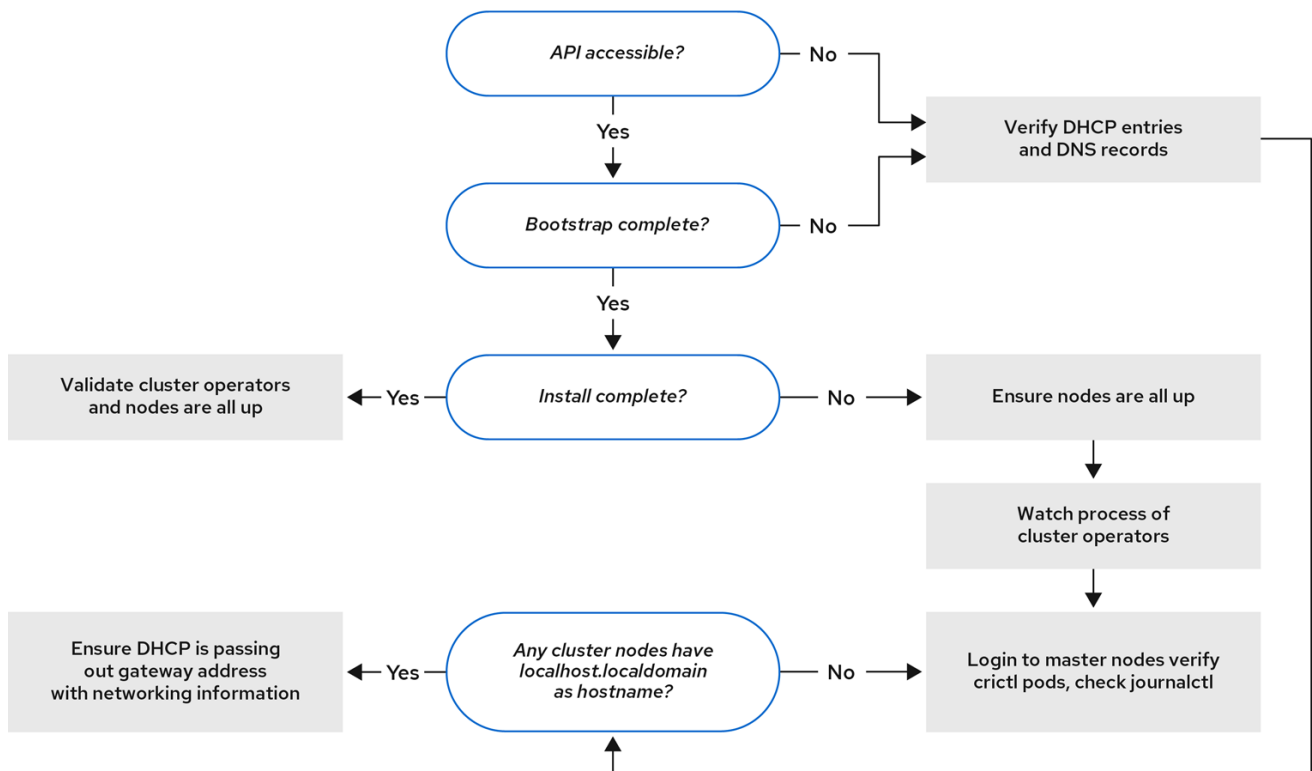 API accessible?
No
Verify DHCP entries
and DNS records
Yes
Bootstrap complete?
No
Yes
Validate cluster operators
and nodes are all up
Yes
Install complete?
No
Ensure nodes are all up
Watch process of
cluster operators
Ensure DHCP is passing
out gateway address
with networking information
Yes
Any cluster nodes have
localhost.localdomain
as hostname?
No
Login to master nodes verify
crictl pods, check journalctl